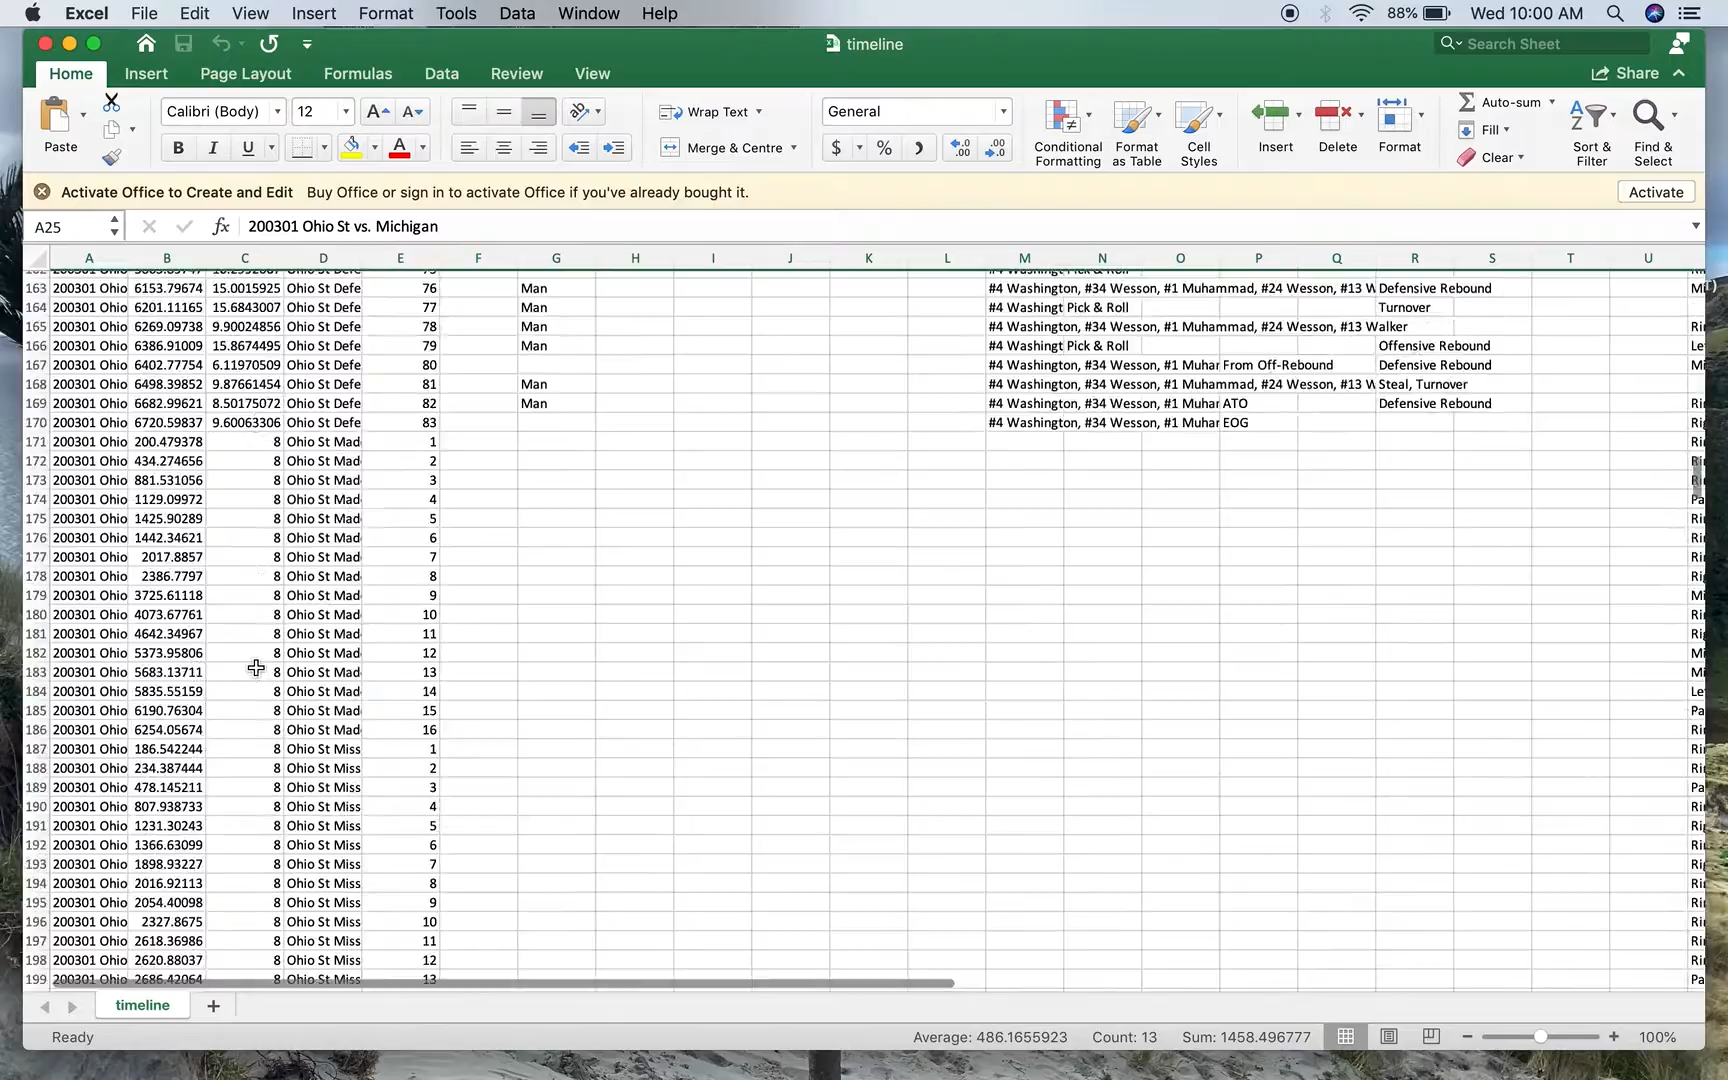 Excel File Edit View Insert Format Tools Data Window Help 88% Wed 10:00 AM
timeline Search Sheet
Home Insert Page Layout Formulas Data Review View Share
Calibri (Body) 12 Wrap Text General Auto-sum
Fill
Paste B I U A Merge & Centre $ % Conditional Formatting Format as Table Cell Styles Insert Delete Format Clear Sort & Filter Find & Select
Activate Office to Create and Edit Buy Office or sign in to activate Office if you've already bought it. Activate
A25 fx 200301 Ohio St vs. Michigan
A B C D E F G H I J K L M N O P Q R S T U
163 200301 Ohio 6153.79674 15.0015925 Ohio St Defe 76 Man #4 Washington, #34 Wesson, #1 Muhammad, #24 Wesson, #13 W Defensive Rebound
164 200301 Ohio 6201.11165 15.6843007 Ohio St Defe 77 Man #4 Washingt Pick & Roll Turnover
165 200301 Ohio 6269.09738 9.90024856 Ohio St Defe 78 Man #4 Washington, #34 Wesson, #1 Muhammad, #24 Wesson, #13 Walker
166 200301 Ohio 6386.91009 15.8674495 Ohio St Defe 79 Man #4 Washingt Pick & Roll Offensive Rebound
167 200301 Ohio 6402.77754 6.11970509 Ohio St Defe 80 #4 Washington, #34 Wesson, #1 Muhar From Off-Rebound Defensive Rebound
168 200301 Ohio 6498.39852 9.87661454 Ohio St Defe 81 Man #4 Washington, #34 Wesson, #1 Muhammad, #24 Wesson, #13 W Steal, Turnover
169 200301 Ohio 6682.99621 8.50175072 Ohio St Defe 82 Man #4 Washington, #34 Wesson, #1 Muhar ATO Defensive Rebound
170 200301 Ohio 6720.59837 9.60063306 Ohio St Defe 83 #4 Washington, #34 Wesson, #1 Muhar EOG
171 200301 Ohio 200.479378 8 Ohio St Mad 1
172 200301 Ohio 434.274656 8 Ohio St Mad 2
173 200301 Ohio 881.531056 8 Ohio St Mad 3
174 200301 Ohio 1129.09972 8 Ohio St Mad 4
175 200301 Ohio 1425.90289 8 Ohio St Mad 5
176 200301 Ohio 1442.34621 8 Ohio St Mad 6
177 200301 Ohio 2017.8857 8 Ohio St Mad 7
178 200301 Ohio 2386.7797 8 Ohio St Mad 8
179 200301 Ohio 3725.61118 8 Ohio St Mad 9
180 200301 Ohio 4073.67761 8 Ohio St Mad 10
181 200301 Ohio 4642.34967 8 Ohio St Mad 11
182 200301 Ohio 5373.95806 8 Ohio St Mad 12
183 200301 Ohio 5683.13711 8 Ohio St Mad 13
184 200301 Ohio 5835.55159 8 Ohio St Mad 14
185 200301 Ohio 6190.76304 8 Ohio St Mad 15
186 200301 Ohio 6254.05674 8 Ohio St Mad 16
187 200301 Ohio 186.542244 8 Ohio St Miss 1
188 200301 Ohio 234.387444 8 Ohio St Miss 2
189 200301 Ohio 478.145211 8 Ohio St Miss 3
190 200301 Ohio 807.938733 8 Ohio St Miss 4
191 200301 Ohio 1231.30243 8 Ohio St Miss 5
192 200301 Ohio 1366.63099 8 Ohio St Miss 6
193 200301 Ohio 1898.93227 8 Ohio St Miss 7
194 200301 Ohio 2016.92113 8 Ohio St Miss 8
195 200301 Ohio 2054.40098 8 Ohio St Miss 9
196 200301 Ohio 2327.8675 8 Ohio St Miss 10
197 200301 Ohio 2618.36986 8 Ohio St Miss 11
198 200301 Ohio 2620.88037 8 Ohio St Miss 12
199 200301 Ohio 2686.42064 8 Ohio St Miss 13
timeline
Ready Average: 486.1655923 Count: 13 Sum: 1458.496777 100%